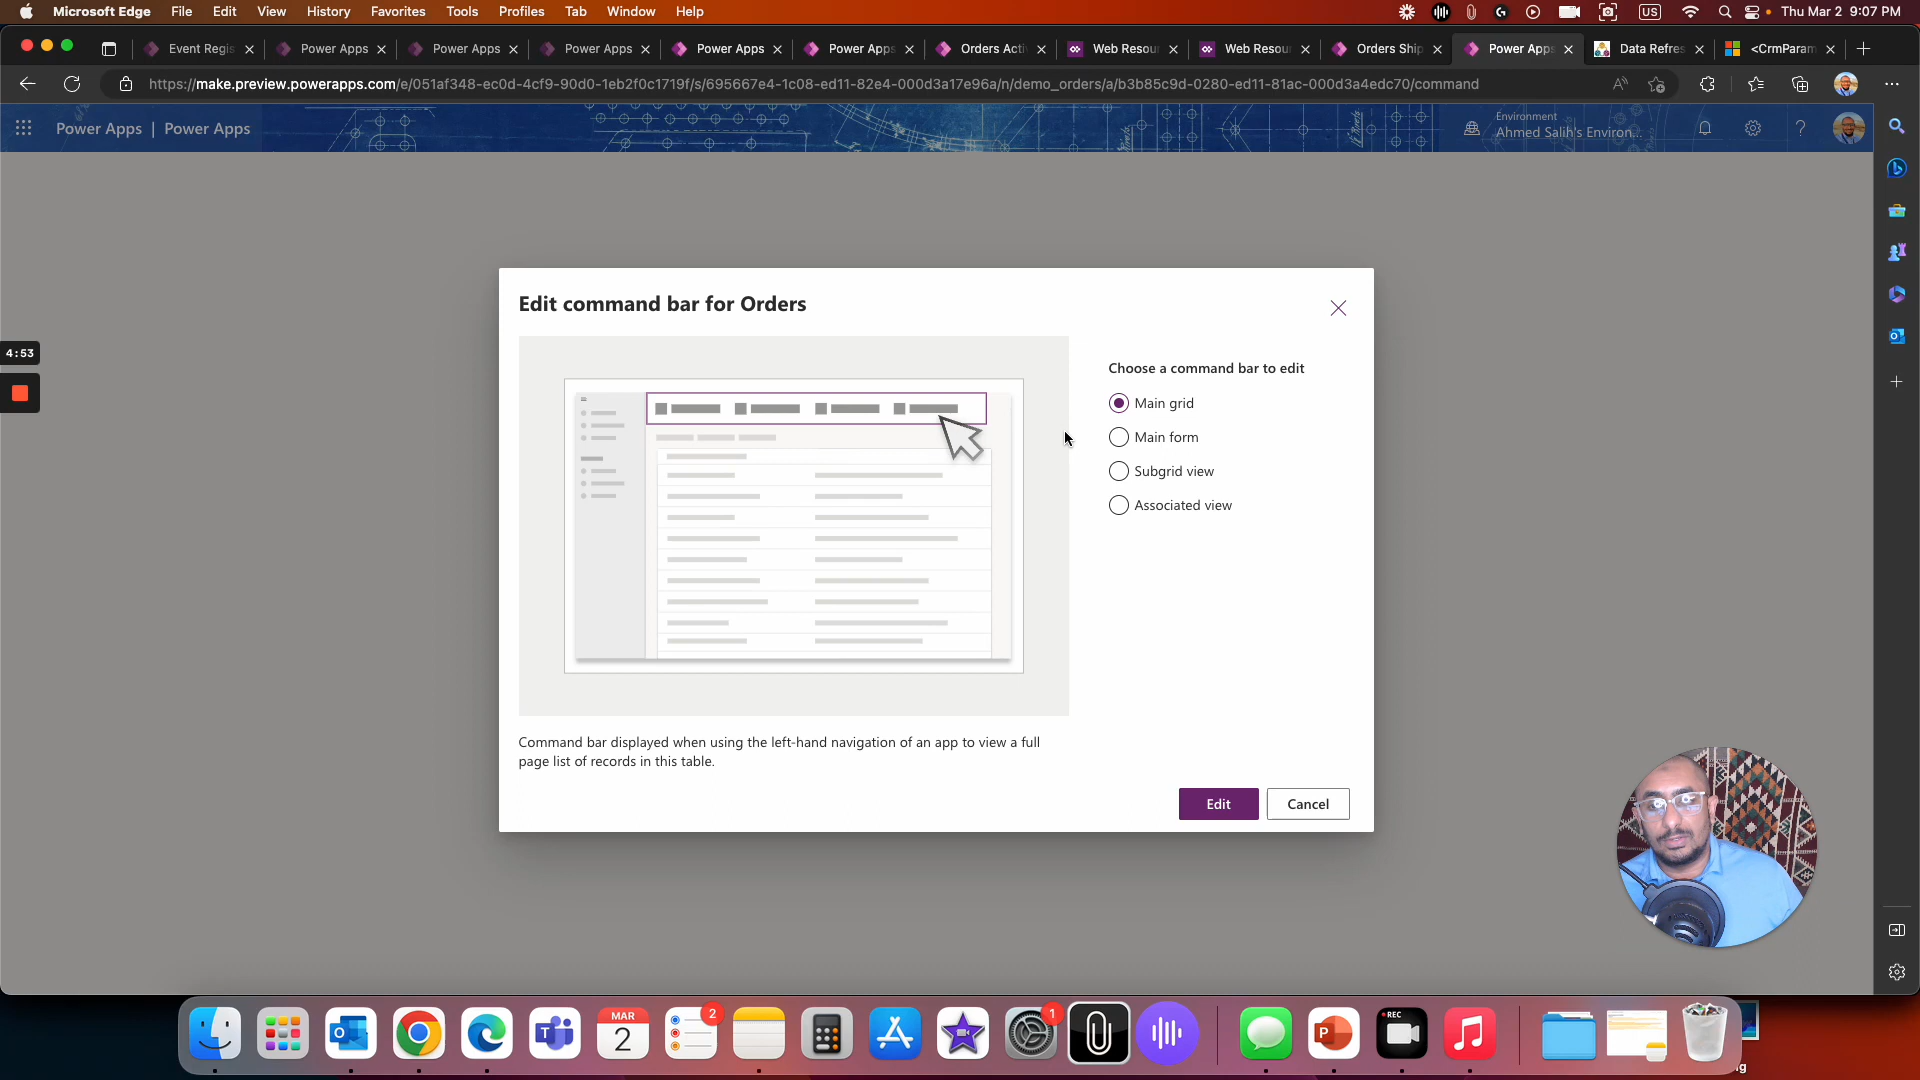 Microsoft Edge File Edit View History Favorites Tools Profiles Tab Window Help US Thu Mar 2 9:07 PM
Event Regis Power Apps Power Apps Power Apps Power Apps Power Apps Orders Acti Web Resour Web Resour Orders Ship Power Apps Data Refres <CrmParam
https://make.preview.powerapps.com/e/051af348-ec0d-4cf9-90d0-1eb2f0c1719f/s/695667e4-1c08-ed11-82e4-000d3a17e96a/n/demo_orders/a/b3b85c9d-0280-ed11-81ac-000d3a4edc70/command
Power Apps | Power Apps
Environment
Ahmed Salih's Environ...
Edit command bar for Orders
4:53
Choose a command bar to edit
Main grid
Main form
Subgrid view
Associated view
Command bar displayed when using the left-hand navigation of an app to view a full
page list of records in this table.
Edit Cancel
MAR
2
2
1
REC